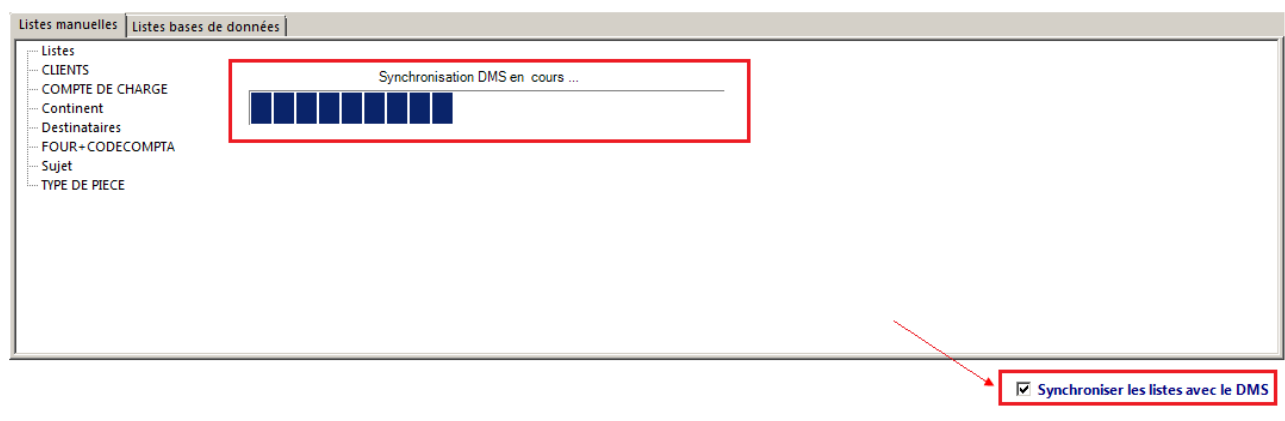 Listes manuelles
Listes bases de données
Listes
CLIENTS
COMPTE DE CHARGE
Continent
Destinataires
FOUR+CODECOMPTA
Sujet
TYPE DE PIECE
Synchronisation DMS en cours ...
Synchroniser les listes avec le DMS